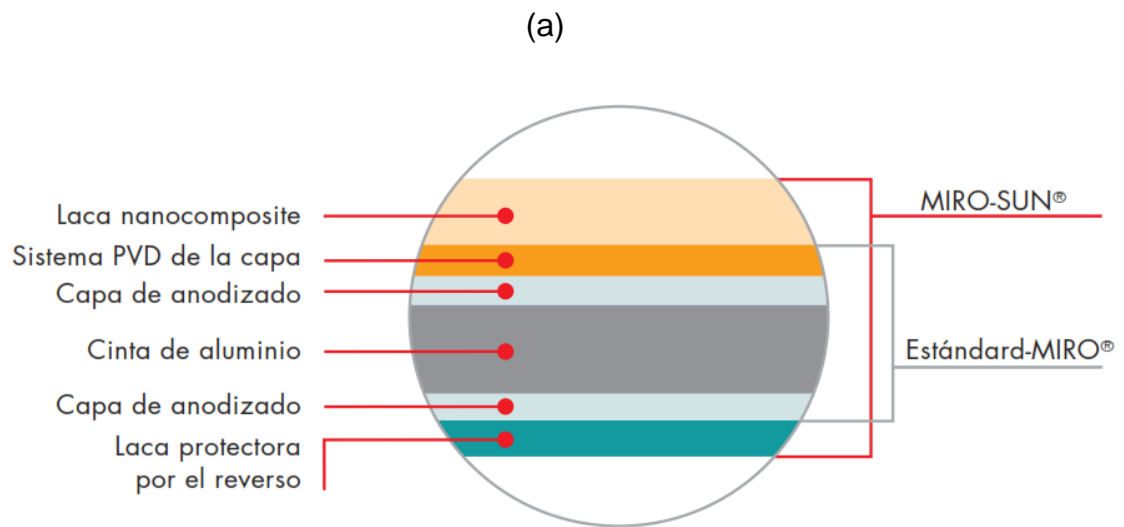 (a)
MIRO-SUN®
Laca nanocomposite
Sistema PVD de la capa
Capa de anodizado
Cinta de aluminio
Estándard-MIRO®
Capa de anodizado
Laca protectora
por el reverso